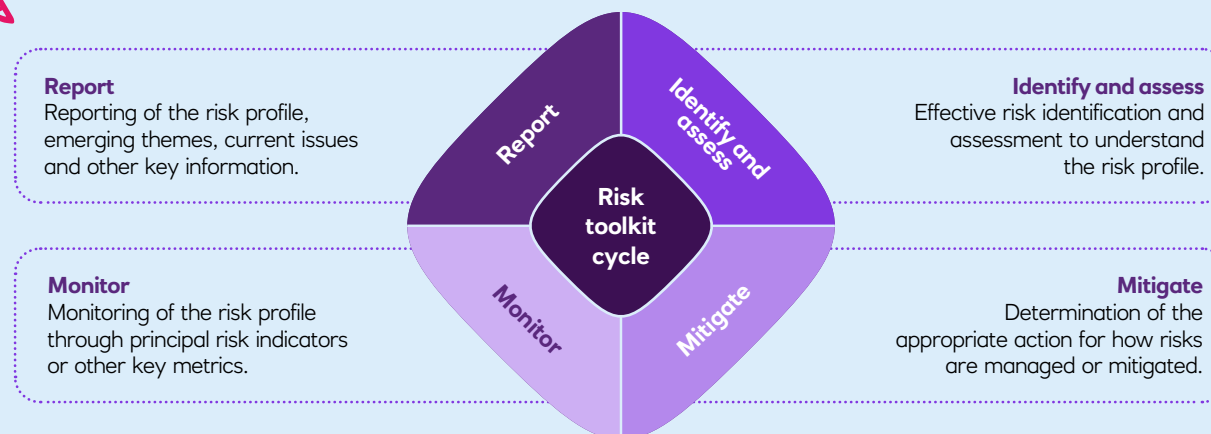 Report
Reporting of the risk profile,
emerging themes, current issues
and other key information.
Identify and assess
Effective risk identification and
assessment to understand
the risk profile.
Report
Identify and
assess
Risk
toolkit
cycle
Monitor
Mitigate
Monitor
Monitoring of the risk profile
through principal risk indicators
or other key metrics.
Mitigate
Determination of the
appropriate action for how risks
are managed or mitigated.